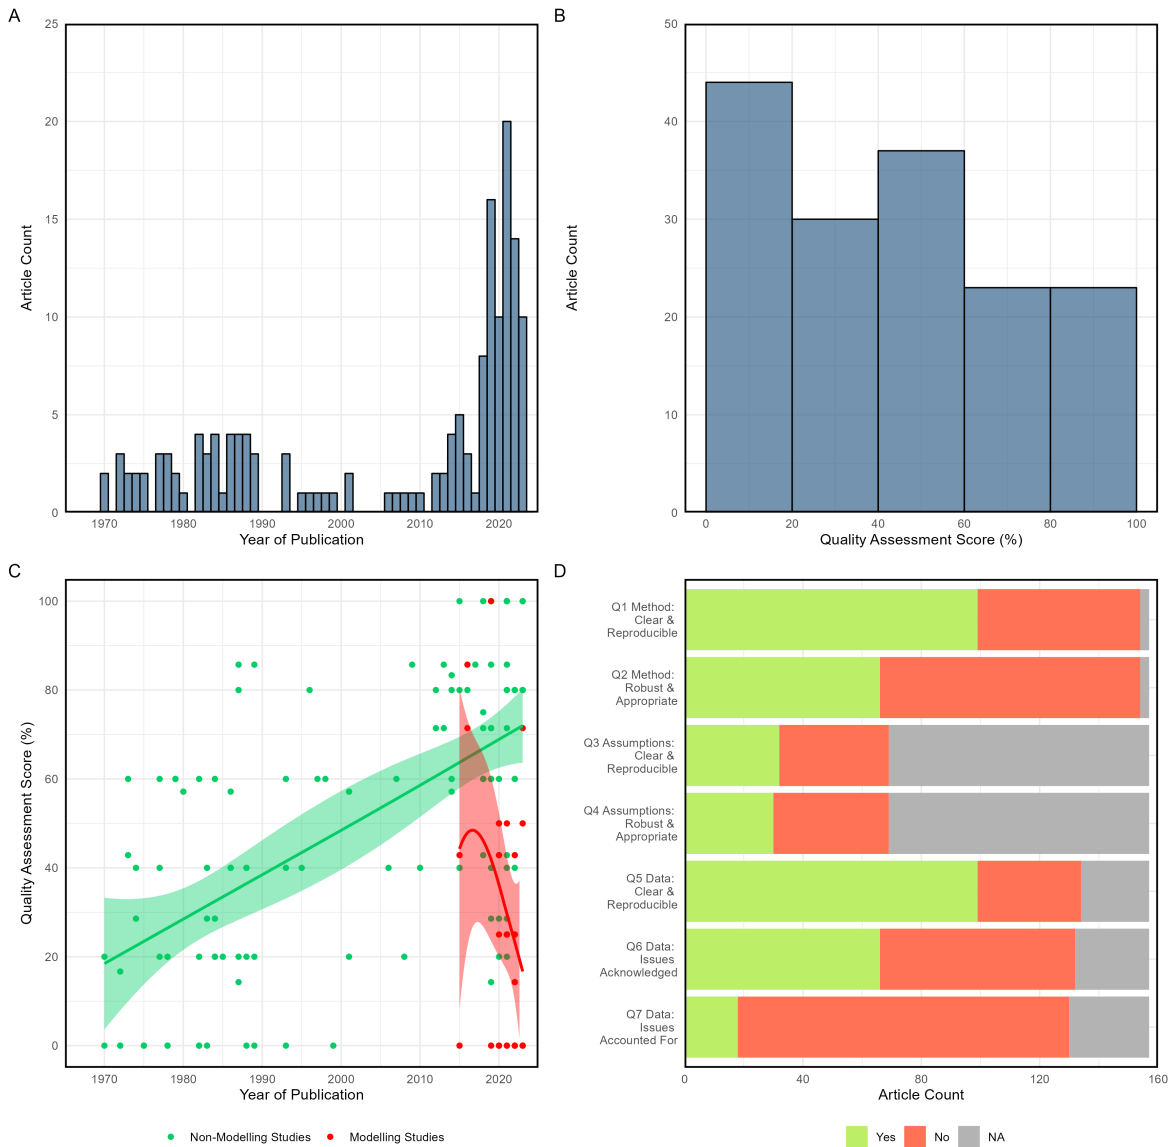 A
25
20
15
10
5
0
Article Count
1970
1980
1990
2000
2010
2020
Year of Publication
B
50
40
30
20
10
0
Article Count
0
20
40
60
80
100
Quality Assessment Score (%)
C
100
80
60
40
20
0
Quality Assessment Score (%)
1970
1980
1990
2000
2010
2020
Year of Publication
Non-Modelling Studies
Modelling Studies
D
Q1 Method:
Clear &
Reproducible
Q2 Method:
Robust &
Appropriate
Q3 Assumptions:
Clear &
Reproducible
Q4 Assumptions:
Robust &
Appropriate
Q5 Data:
Clear &
Reproducible
Q6 Data:
Issues
Acknowledged
Q7 Data:
Issues
Accounted For
0
40
80
120
160
Article Count
Yes
No
NA